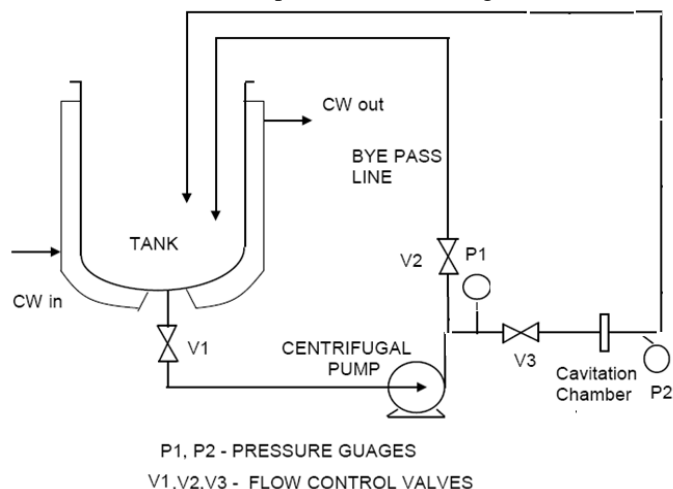 CW out
BYE PASS
LINE
TANK
V2
P1
CW in
V1
CENTRIFUGAL
PUMP
V3
Cavitation
Chamber
P2
P1, P2 - PRESSURE GUAGES
V1,V2,V3 - FLOW CONTROL VALVES